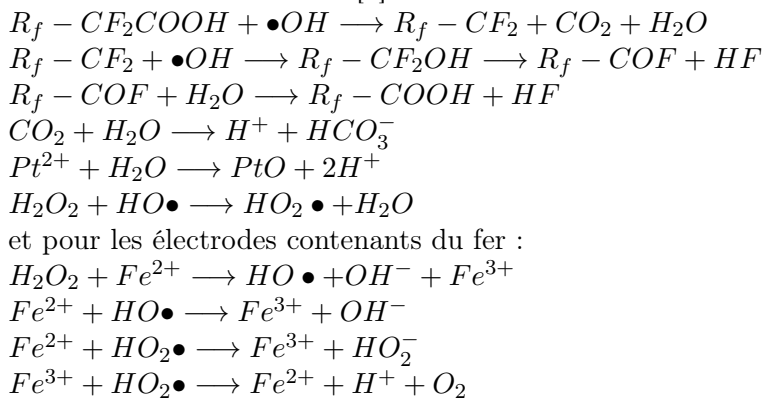 R_f − CF_2COOH + •OH ⟶ R_f − CF_2 + CO_2 + H_2O
R_f − CF_2 + •OH ⟶ R_f − CF_2OH ⟶ R_f − COF + HF
R_f − COF + H_2O ⟶ R_f − COOH + HF
CO_2 + H_2O ⟶ H^+ + HCO_3^−
Pt^{2+} + H_2O ⟶ PtO + 2H^+
H_2O_2 + HO• ⟶ HO_2 • +H_2O
et pour les électrodes contenants du fer :
H_2O_2 + Fe^{2+} ⟶ HO • +OH^− + Fe^{3+}
Fe^{2+} + HO• ⟶ Fe^{3+} + OH^−
Fe^{2+} + HO_2• ⟶ Fe^{3+} + HO_2^−
Fe^{3+} + HO_2• ⟶ Fe^{2+} + H^+ + O_2